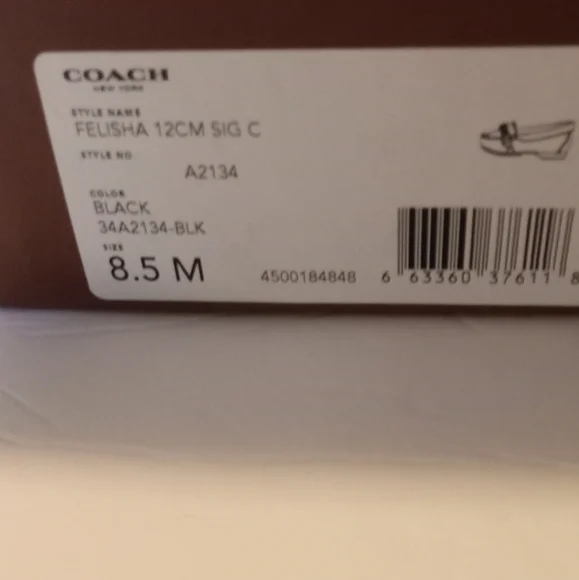 COACH
NEW YORK
STYLE NAME
FELISHA 12CM SIG C
STYLE NO
A2134
COLOR
BLACK
34A2134-BLK
SIZE
8.5 M
4500184848
6 63360 37611 8